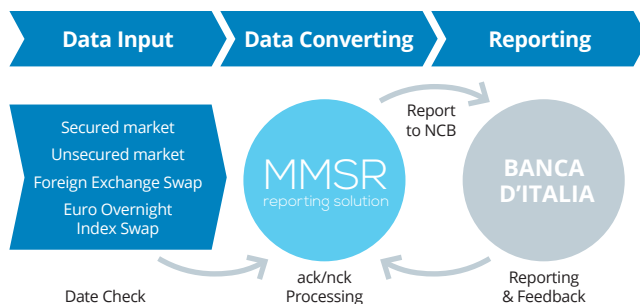 Data Input
Data Converting
Reporting
Secured market
Unsecured market
Foreign Exchange Swap
Euro Overnight
Index Swap
MMSR
reporting solution
Report
to NCB
BANCA
D'ITALIA
Date Check
ack/nck
Processing
Reporting
& Feedback